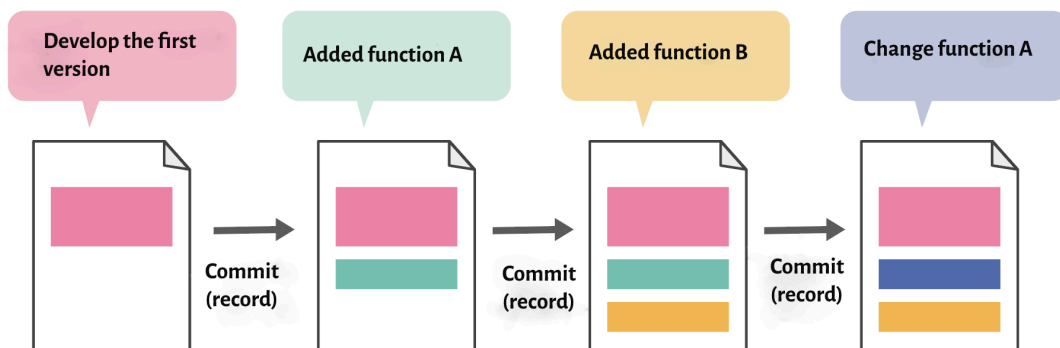 Develop the first
version
Added function A
Added function B
Change function A
Commit
(record)
Commit
(record)
Commit
(record)